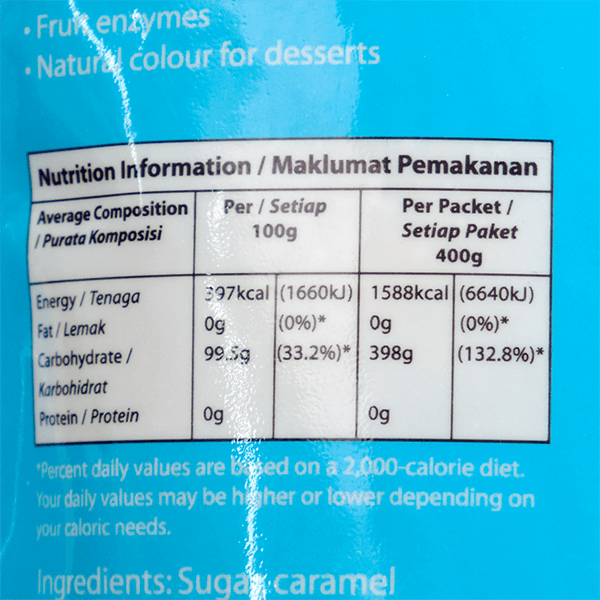 • Fruit enzymes
• Natural colour for desserts
Nutrition Information / Maklumat Pemakanan
Average Composition / Purata Komposisi
Per / Setiap 100g
Per Packet / Setiap Paket 400g
Energy / Tenaga 397kcal (1660kJ) 1588kcal (6640kJ)
Fat / Lemak 0g (0%)* 0g (0%)*
Carbohydrate / Karbohidrat 99.5g (33.2%)* 398g (132.8%)*
Protein / Protein 0g 0g
*Percent daily values are based on a 2,000-calorie diet.
Your daily values may be higher or lower depending on
your caloric needs.
Ingredients: Sugar, caramel